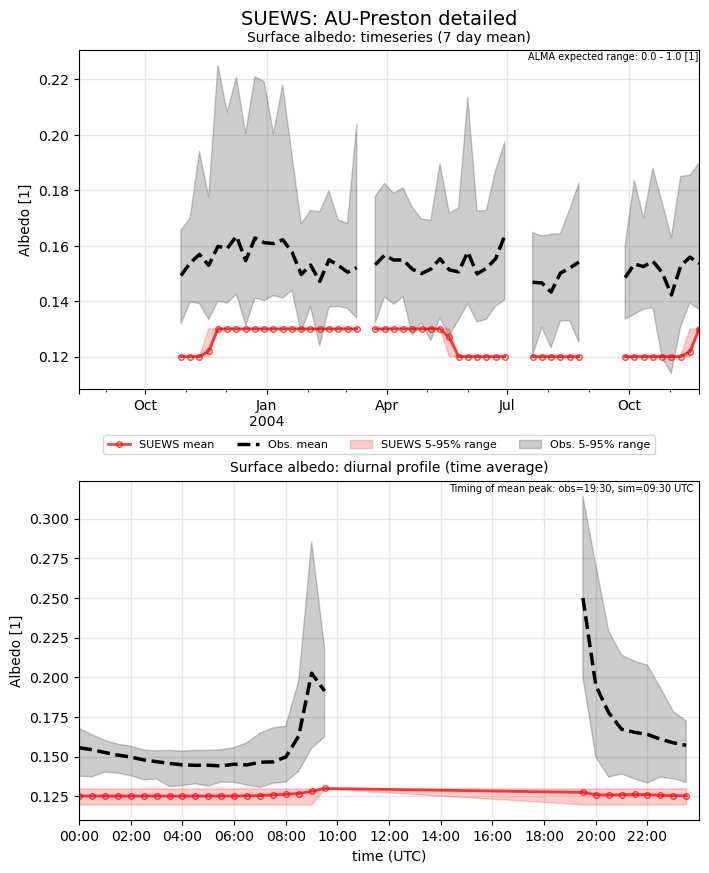 SUEWS: AU-Preston detailed
Surface albedo: timeseries (7 day mean)
ALMA expected range: 0.0 - 1.0 [1]
0.22
0.20
0.18
0.16
0.14
0.12
Albedo [1]
Oct
Jan
2004
Apr
Jul
Oct
SUEWS mean
Obs. mean
SUEWS 5-95% range
Obs. 5-95% range
Surface albedo: diurnal profile (time average)
Timing of mean peak: obs=19:30, sim=09:30 UTC
0.300
0.275
0.250
0.225
0.200
0.175
0.150
0.125
Albedo [1]
00:00 02:00 04:00 06:00 08:00 10:00 12:00 14:00 16:00 18:00 20:00 22:00
time (UTC)